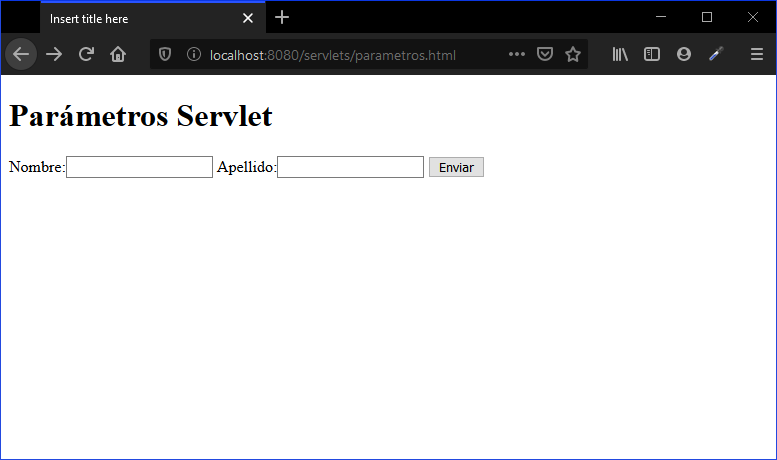 Insert title here
localhost:8080/servlets/parametros.html
Parámetros Servlet
Nombre: Apellido: Enviar